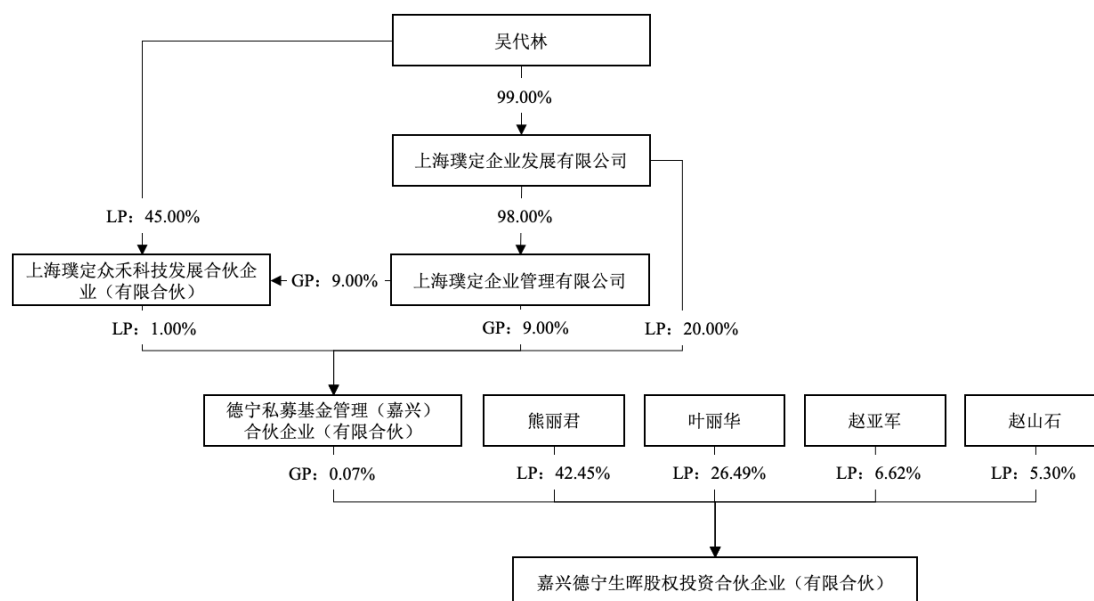 吴代林
99.00%
上海璞定企业发展有限公司
LP：45.00%
98.00%
上海璞定众禾科技发展合伙企
业（有限合伙）
GP：9.00%
上海璞定企业管理有限公司
LP：1.00%
GP：9.00%
LP：20.00%
德宁私募基金管理（嘉兴）
合伙企业（有限合伙）
熊丽君
叶丽华
赵亚军
赵山石
GP：0.07%
LP：42.45%
LP：26.49%
LP：6.62%
LP：5.30%
嘉兴德宁生晖股权投资合伙企业（有限合伙）